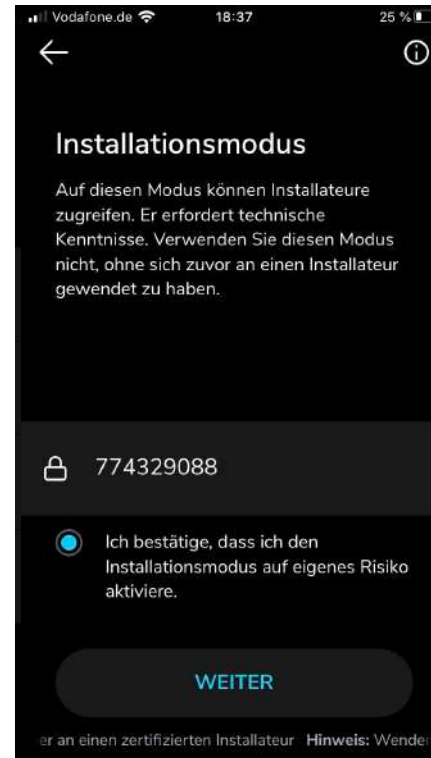 Vodafone.de 18:37 25 %
Installationsmodus
Auf diesen Modus können Installateure
zugreifen. Er erfordert technische
Kenntnisse. Verwenden Sie diesen Modus
nicht, ohne sich zuvor an einen Installateur
gewendet zu haben.
774329088
Ich bestätige, dass ich den
Installationsmodus auf eigenes Risiko
aktiviere.
WEITER
er an einen zertifizierten Installateur Hinweis: Wende